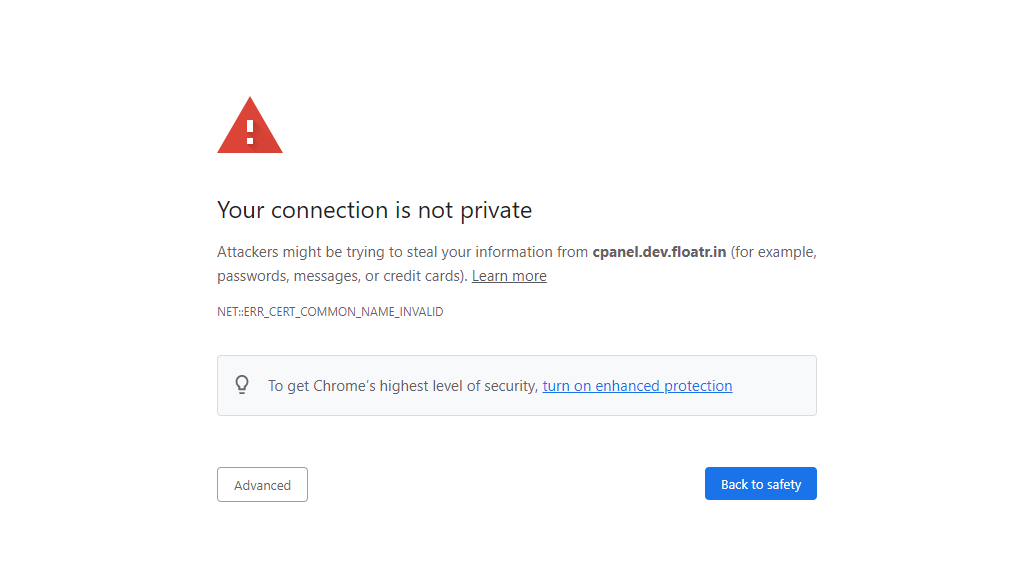 Your connection is not private
Attackers might be trying to steal your information from cpanel.dev.floatr.in (for example,
passwords, messages, or credit cards). Learn more
NET::ERR_CERT_COMMON_NAME_INVALID
To get Chrome’s highest level of security, turn on enhanced protection
Advanced
Back to safety